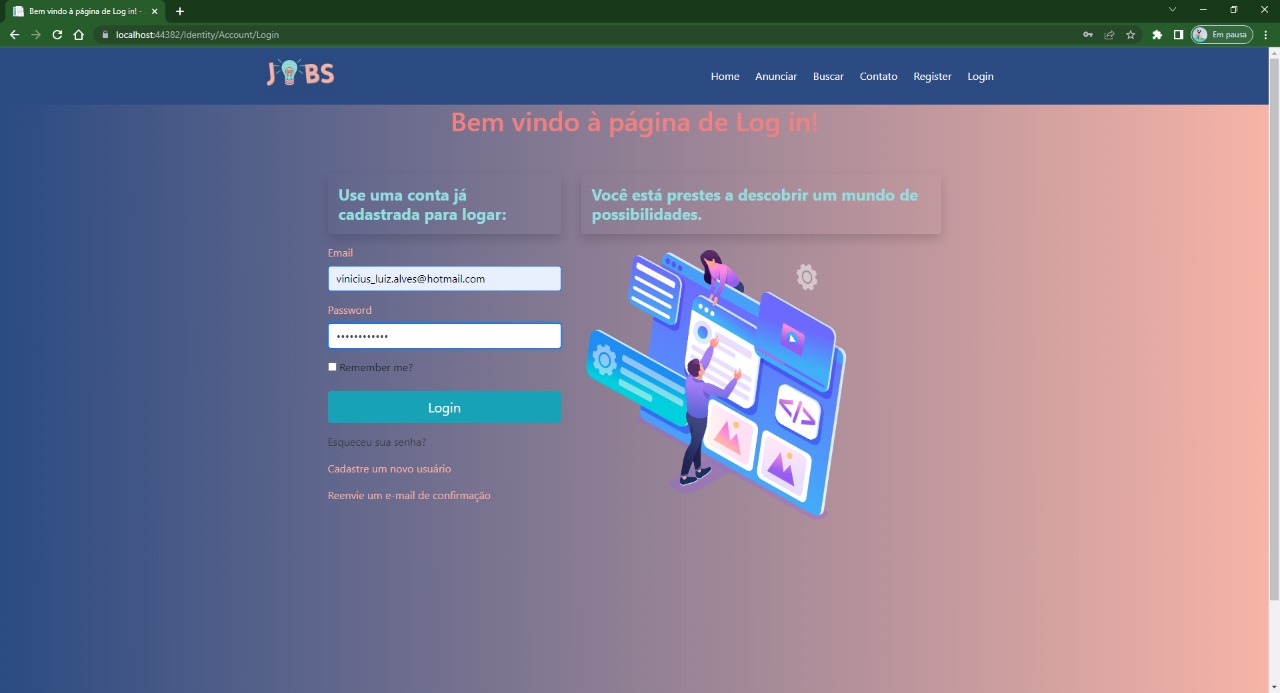 Bem vindo à página de Log in! -
localhost:44382/Identity/Account/Login
Em pausa
JOBS
Home Anunciar Buscar Contato Register Login
Bem vindo à página de Log in!
Use uma conta já
cadastrada para logar:
Você está prestes a descobrir um mundo de
possibilidades.
Email
vinicius_luiz.alves@hotmail.com
Password
••••••••••••
Remember me?
Login
Esqueceu sua senha?
Cadastre um novo usuário
Reenvie um e-mail de confirmação